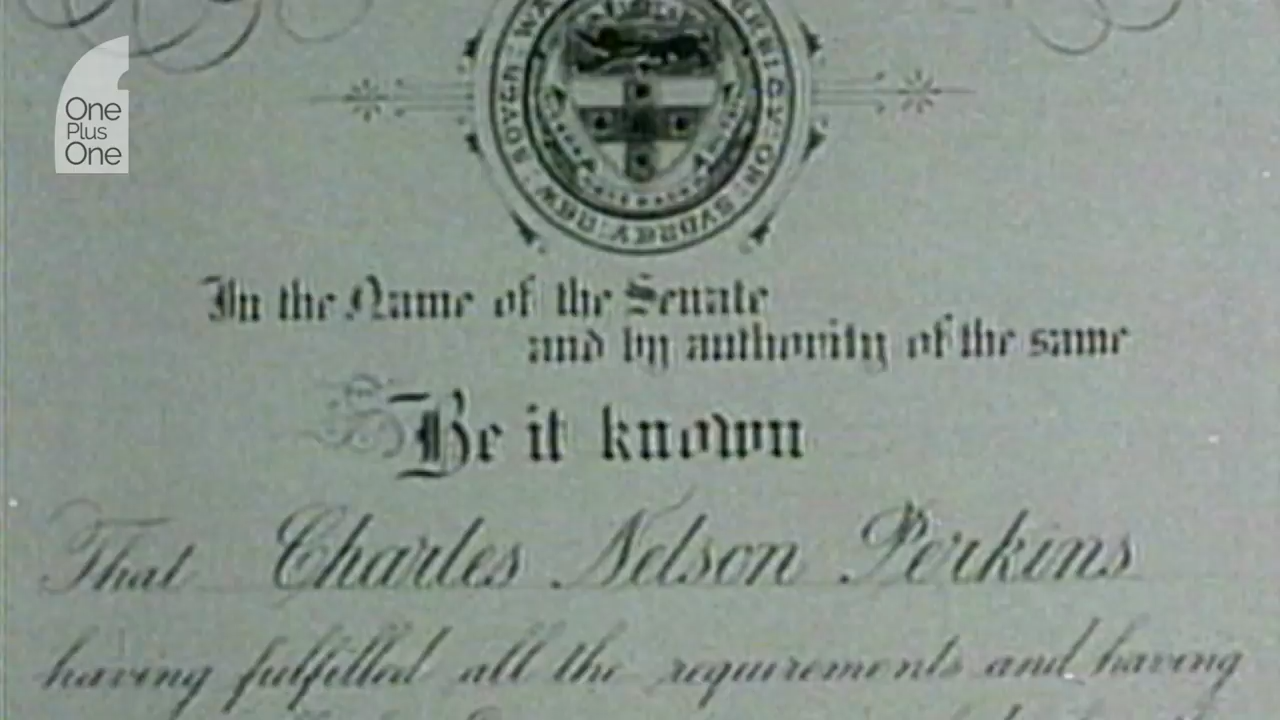 One
Plus
One
In the Name of the Senate
and by authority of the same
Be it known
That Charles Nelson Perkins
having fulfilled all the requirements and having